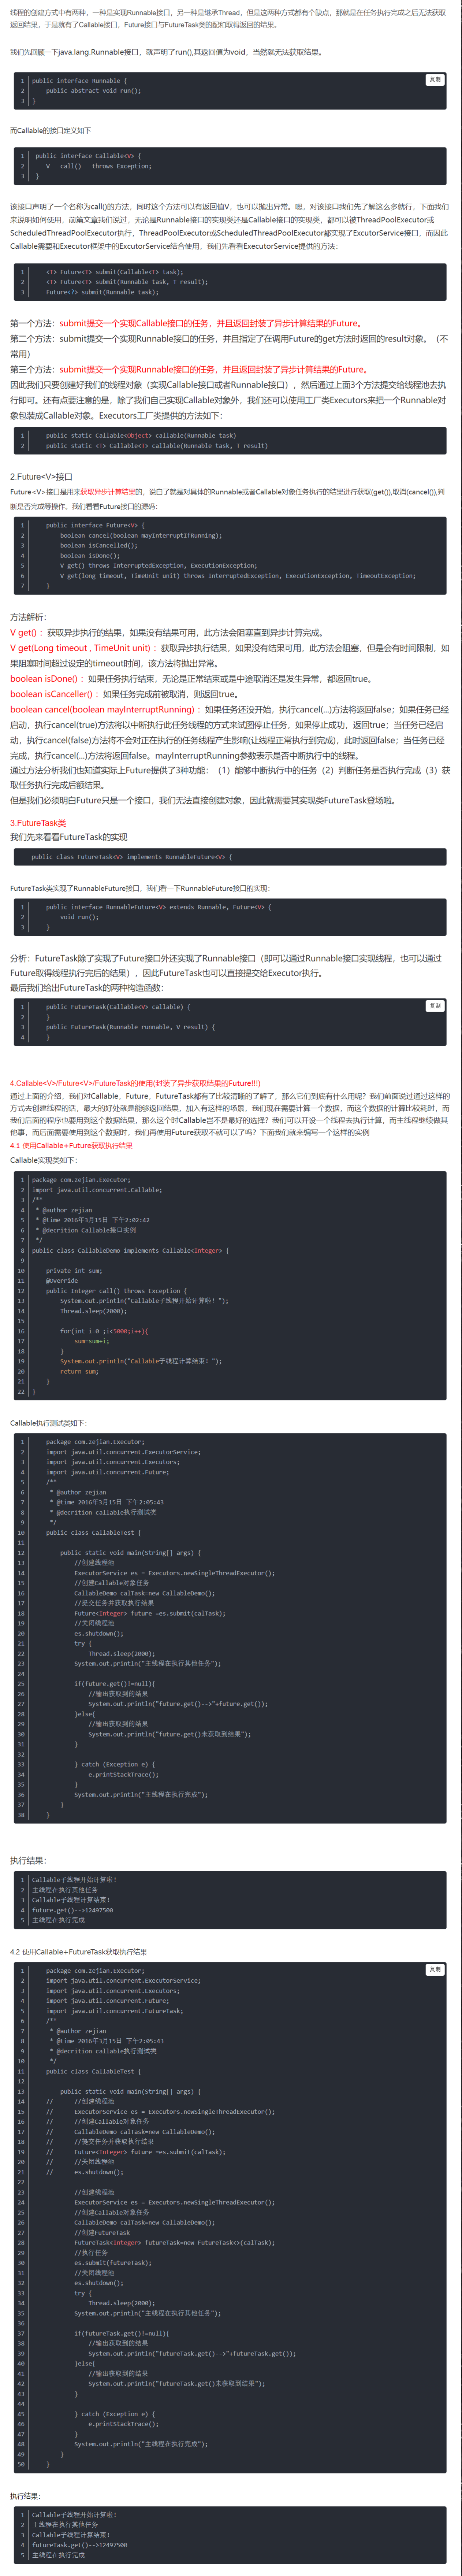 线程的创建方式中有两种，一种是实现Runnable接口，另一种是继承Thread，但是这两种方式都有个缺点，那就是在任务执行完成之后无法获取
返回结果，于是就有了Callable接口，Future接口与FutureTask类的配和取得返回的结果。
我们先回顾一下java.lang.Runnable接口，就声明了run(),其返回值为void，当然就无法获取结果。
复制
1 public interface Runnable {
2     public abstract void run();
3 }
而Callable的接口定义如下
1  public interface Callable<V> {
2     V   call()   throws Exception;
3  }
该接口声明了一个名称为call()的方法，同时这个方法可以有返回值V，也可以抛出异常。嗯，对该接口我们先了解这么多就行，下面我们
来说明如何使用，前篇文章我们说过，无论是Runnable接口的实现类还是Callable接口的实现类，都可以被ThreadPoolExecutor或
ScheduledThreadPoolExecutor执行，ThreadPoolExecutor或ScheduledThreadPoolExecutor都实现了ExcutorService接口，而因此
Callable需要和Executor框架中的ExcutorService结合使用，我们先看看ExecutorService提供的方法：
1     <T> Future<T> submit(Callable<T> task);
2     <T> Future<T> submit(Runnable task, T result);
3     Future<?> submit(Runnable task);
第一个方法：submit提交一个实现Callable接口的任务，并且返回封装了异步计算结果的Future。
第二个方法：submit提交一个实现Runnable接口的任务，并且指定了在调用Future的get方法时返回的result对象。（不
常用）
第三个方法：submit提交一个实现Runnable接口的任务，并且返回封装了异步计算结果的Future。
因此我们只要创建好我们的线程对象（实现Callable接口或者Runnable接口），然后通过上面3个方法提交给线程池去执
行即可。还有点要注意的是，除了我们自己实现Callable对象外，我们还可以使用工厂类Executors来把一个Runnable对
象包装成Callable对象。Executors工厂类提供的方法如下：
1     public static Callable<Object> callable(Runnable task)
2     public static <T> Callable<T> callable(Runnable task, T result)
2.Future<V>接口
Future<V>接口是用来获取异步计算结果的，说白了就是对具体的Runnable或者Callable对象任务执行的结果进行获取(get()),取消(cancel()),判
断是否完成等操作。我们看看Future接口的源码：
1     public interface Future<V> {
2         boolean cancel(boolean mayInterruptIfRunning);
3         boolean isCancelled();
4         boolean isDone();
5         V get() throws InterruptedException, ExecutionException;
6         V get(long timeout, TimeUnit unit) throws InterruptedException, ExecutionException, TimeoutException;
7     }
方法解析：
V get() ：获取异步执行的结果，如果没有结果可用，此方法会阻塞直到异步计算完成。
V get(Long timeout , TimeUnit unit) ：获取异步执行结果，如果没有结果可用，此方法会阻塞，但是会有时间限制，如
果阻塞时间超过设定的timeout时间，该方法将抛出异常。
boolean isDone() ：如果任务执行结束，无论是正常结束或是中途取消还是发生异常，都返回true。
boolean isCanceller() ：如果任务完成前被取消，则返回true。
boolean cancel(boolean mayInterruptRunning) ：如果任务还没开始，执行cancel(...)方法将返回false；如果任务已经
启动，执行cancel(true)方法将以中断执行此任务线程的方式来试图停止任务，如果停止成功，返回true；当任务已经启
动，执行cancel(false)方法将不会对正在执行的任务线程产生影响(让线程正常执行到完成)，此时返回false；当任务已经
完成，执行cancel(...)方法将返回false。mayInterruptRunning参数表示是否中断执行中的线程。
通过方法分析我们也知道实际上Future提供了3种功能：（1）能够中断执行中的任务（2）判断任务是否执行完成（3）获
取任务执行完成后额结果。
但是我们必须明白Future只是一个接口，我们无法直接创建对象，因此就需要其实现类FutureTask登场啦。
3.FutureTask类
我们先来看看FutureTask的实现
public class FutureTask<V> implements RunnableFuture<V> {
FutureTask类实现了RunnableFuture接口，我们看一下RunnableFuture接口的实现：
1     public interface RunnableFuture<V> extends Runnable, Future<V> {
2         void run();
3     }
分析：FutureTask除了实现了Future接口外还实现了Runnable接口（即可以通过Runnable接口实现线程，也可以通过
Future取得线程执行完后的结果），因此FutureTask也可以直接提交给Executor执行。
最后我们给出FutureTask的两种构造函数：
复制
1     public FutureTask(Callable<V> callable) {
2     }
3     public FutureTask(Runnable runnable, V result) {
4     }
4.Callable<V>/Future<V>/FutureTask的使用(封装了异步获取结果的Future!!!)
通过上面的介绍，我们对Callable，Future，FutureTask都有了比较清晰的了解了，那么它们到底有什么用呢？我们前面说过通过这样的
方式去创建线程的话，最大的好处就是能够返回结果，加入有这样的场景，我们现在需要计算一个数据，而这个数据的计算比较耗时，而
我们后面的程序也要用到这个数据结果，那么这个时Callable岂不是最好的选择？我们可以开设一个线程去执行计算，而主线程继续做其
他事，而后面需要使用到这个数据时，我们再使用Future获取不就可以了吗？下面我们就来编写一个这样的实例
4.1 使用Callable+Future获取执行结果
Callable实现类如下：
1 package com.zejian.Executor;
2 import java.util.concurrent.Callable;
3 /**
4  * @author zejian
5  * @time 2016年3月15日 下午2:02:42
6  * @decrition Callable接口实例
7  */
8 public class CallableDemo implements Callable<Integer> {
9
10     private int sum;
11     @Override
12     public Integer call() throws Exception {
13         System.out.println("Callable子线程开始计算啦！");
14         Thread.sleep(2000);
15
16         for(int i=0 ;i<5000;i++){
17             sum=sum+i;
18         }
19         System.out.println("Callable子线程计算结束！");
20         return sum;
21     }
22 }
Callable执行测试类如下：
1     package com.zejian.Executor;
2     import java.util.concurrent.ExecutorService;
3     import java.util.concurrent.Executors;
4     import java.util.concurrent.Future;
5     /**
6      * @author zejian
7      * @time 2016年3月15日 下午2:05:43
8      * @decrition callable执行测试类
9      */
10     public class CallableTest {
11
12         public static void main(String[] args) {
13             //创建线程池
14             ExecutorService es = Executors.newSingleThreadExecutor();
15             //创建Callable对象任务
16             CallableDemo calTask=new CallableDemo();
17             //提交任务并获取执行结果
18             Future<Integer> future =es.submit(calTask);
19             //关闭线程池
20             es.shutdown();
21             try {
22                 Thread.sleep(2000);
23             System.out.println("主线程在执行其他任务");
24
25             if(future.get()!=null){
26                 //输出获取到的结果
27                 System.out.println("future.get()-->"+future.get());
28             }else{
29                 //输出获取到的结果
30                 System.out.println("future.get()未获取到结果");
31             }
32
33             } catch (Exception e) {
34                 e.printStackTrace();
35             }
36             System.out.println("主线程在执行完成");
37         }
38     }
执行结果：
1 Callable子线程开始计算啦！
2 主线程在执行其他任务
3 Callable子线程计算结束！
4 future.get()-->12497500
5 主线程在执行完成
4.2 使用Callable+FutureTask获取执行结果
复制
1     package com.zejian.Executor;
2     import java.util.concurrent.ExecutorService;
3     import java.util.concurrent.Executors;
4     import java.util.concurrent.Future;
5     import java.util.concurrent.FutureTask;
6     /**
7      * @author zejian
8      * @time 2016年3月15日 下午2:05:43
9      * @decrition callable执行测试类
10      */
11     public class CallableTest {
12
13         public static void main(String[] args) {
14     //      //创建线程池
15     //      ExecutorService es = Executors.newSingleThreadExecutor();
16     //      //创建Callable对象任务
17     //      CallableDemo calTask=new CallableDemo();
18     //      //提交任务并获取执行结果
19     //      Future<Integer> future =es.submit(calTask);
20     //      //关闭线程池
21     //      es.shutdown();
22
23             //创建线程池
24             ExecutorService es = Executors.newSingleThreadExecutor();
25             //创建Callable对象任务
26             CallableDemo calTask=new CallableDemo();
27             //创建FutureTask
28             FutureTask<Integer> futureTask=new FutureTask<>(calTask);
29             //执行任务
30             es.submit(futureTask);
31             //关闭线程池
32             es.shutdown();
33             try {
34                 Thread.sleep(2000);
35             System.out.println("主线程在执行其他任务");
36
37             if(futureTask.get()!=null){
38                 //输出获取到的结果
39                 System.out.println("futureTask.get()-->"+futureTask.get());
40             }else{
41                 //输出获取到的结果
42                 System.out.println("futureTask.get()未获取到结果");
43             }
44
45             } catch (Exception e) {
46                 e.printStackTrace();
47             }
48             System.out.println("主线程在执行完成");
49         }
50     }
执行结果：
1 Callable子线程开始计算啦！
2 主线程在执行其他任务
3 Callable子线程计算结束！
4 futureTask.get()-->12497500
5 主线程在执行完成